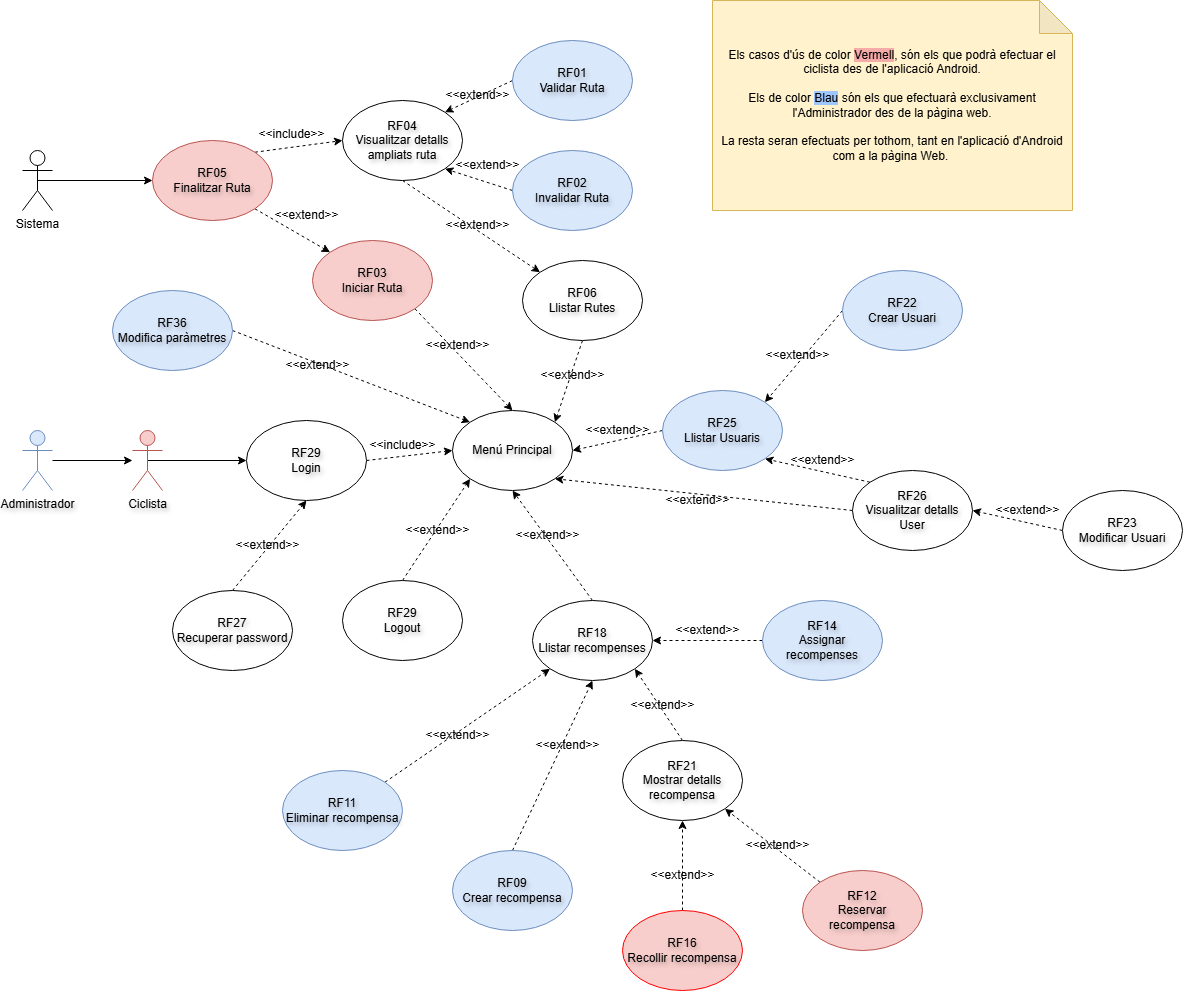 Els casos d'ús de color Vermell, són els que podrà efectuar el
ciclista des de l'aplicació Android.
Els de color Blau són els que efectuarà exclusivament
l'Administrador des de la pàgina web.
La resta seran efectuats per tothom, tant en l'aplicació d'Android
com a la pàgina Web.
RF01
Validar Ruta
<<extend>>
RF04
Visualitzar detalls
ampliats ruta
<<include>>
<<extend>>
RF02
Invalidar Ruta
RF05
Finalitzar Ruta
Sistema
<<extend>>
<<extend>>
RF03
Iniciar Ruta
RF06
Llistar Rutes
RF22
Crear Usuari
RF36
Modifica paràmetres
<<extend>>
<<extend>>
<<extend>>
<<extend>>
RF25
Llistar Usuaris
<<extend>>
Menú Principal
<<include>>
RF29
Login
Administrador
Ciclista
<<extend>>
<<extend>>
RF26
Visualitzar detalls
User
<<extend>>
RF23
Modificar Usuari
<<extend>>
<<extend>>
<<extend>>
RF27
Recuperar password
RF29
Logout
RF18
Llistar recompenses
<<extend>>
RF14
Assignar
recompenses
<<extend>>
<<extend>>
<<extend>>
RF21
Mostrar detalls
recompensa
RF11
Eliminar recompensa
<<extend>>
<<extend>>
RF09
Crear recompensa
RF12
Reservar
recompensa
RF16
Recollir recompensa